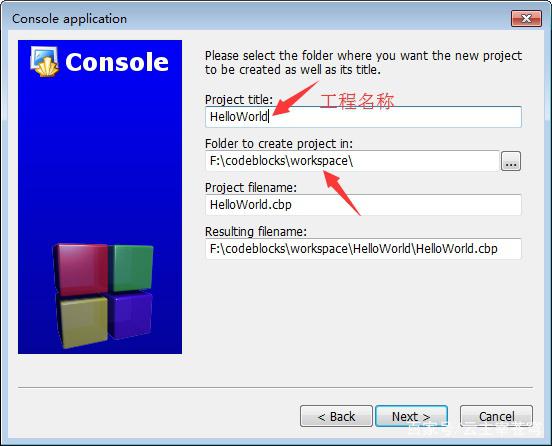 Console application
Console
Please select the folder where you want the new project
to be created as well as its title.
Project title:
工程名称
HelloWorld
Folder to create project in:
F:\codeblocks\workspace\
...
Project filename:
HelloWorld.cbp
Resulting filename:
F:\codeblocks\workspace\HelloWorld\HelloWorld.cbp
< Back
Next >
Cancel